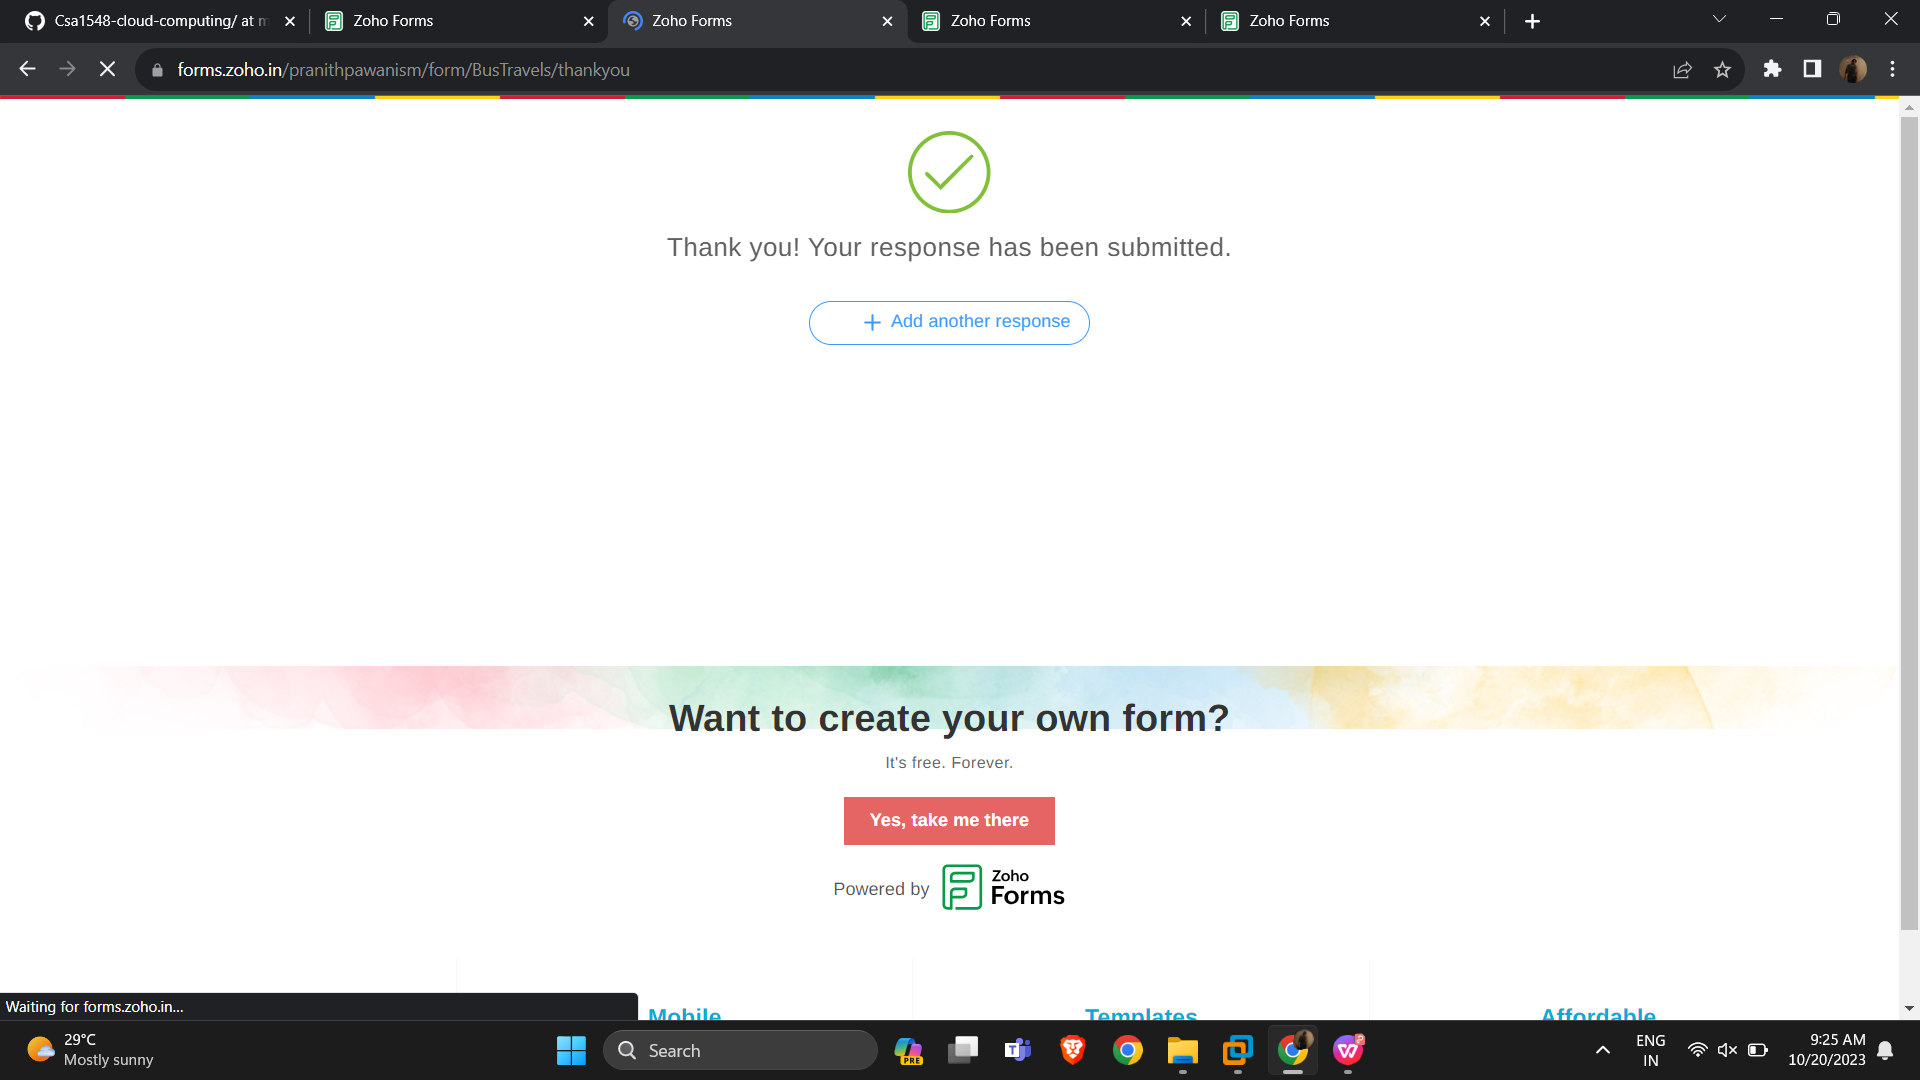 Csa1548-cloud-computing/ at m
Zoho Forms
Zoho Forms
Zoho Forms
Zoho Forms
forms.zoho.in/pranithpawanism/form/BusTravels/thankyou
Thank you! Your response has been submitted.
Add another response
Want to create your own form?
It's free. Forever.
Yes, take me there
Powered by Zoho Forms
Waiting for forms.zoho.in...
Mobile
Templates
Affordable
29°C
Mostly sunny
Search
PRE
ENG
IN
9:25 AM
10/20/2023